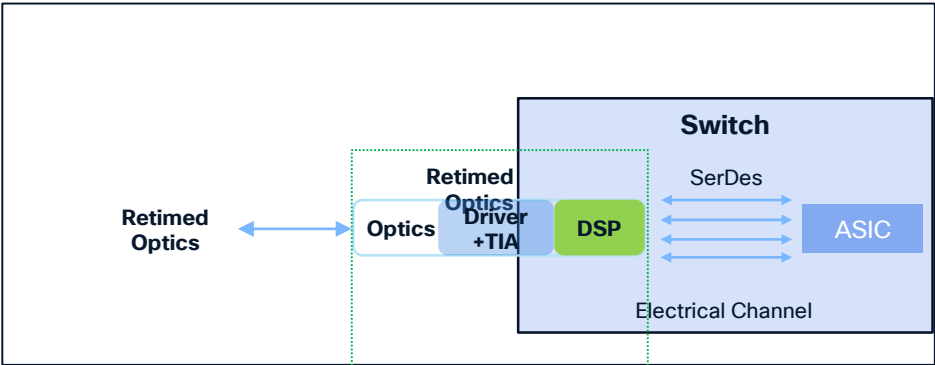 Switch
Retimed
Optics
SerDes
Retimed
Optics
Optics
Driver
+TIA
DSP
ASIC
Electrical Channel